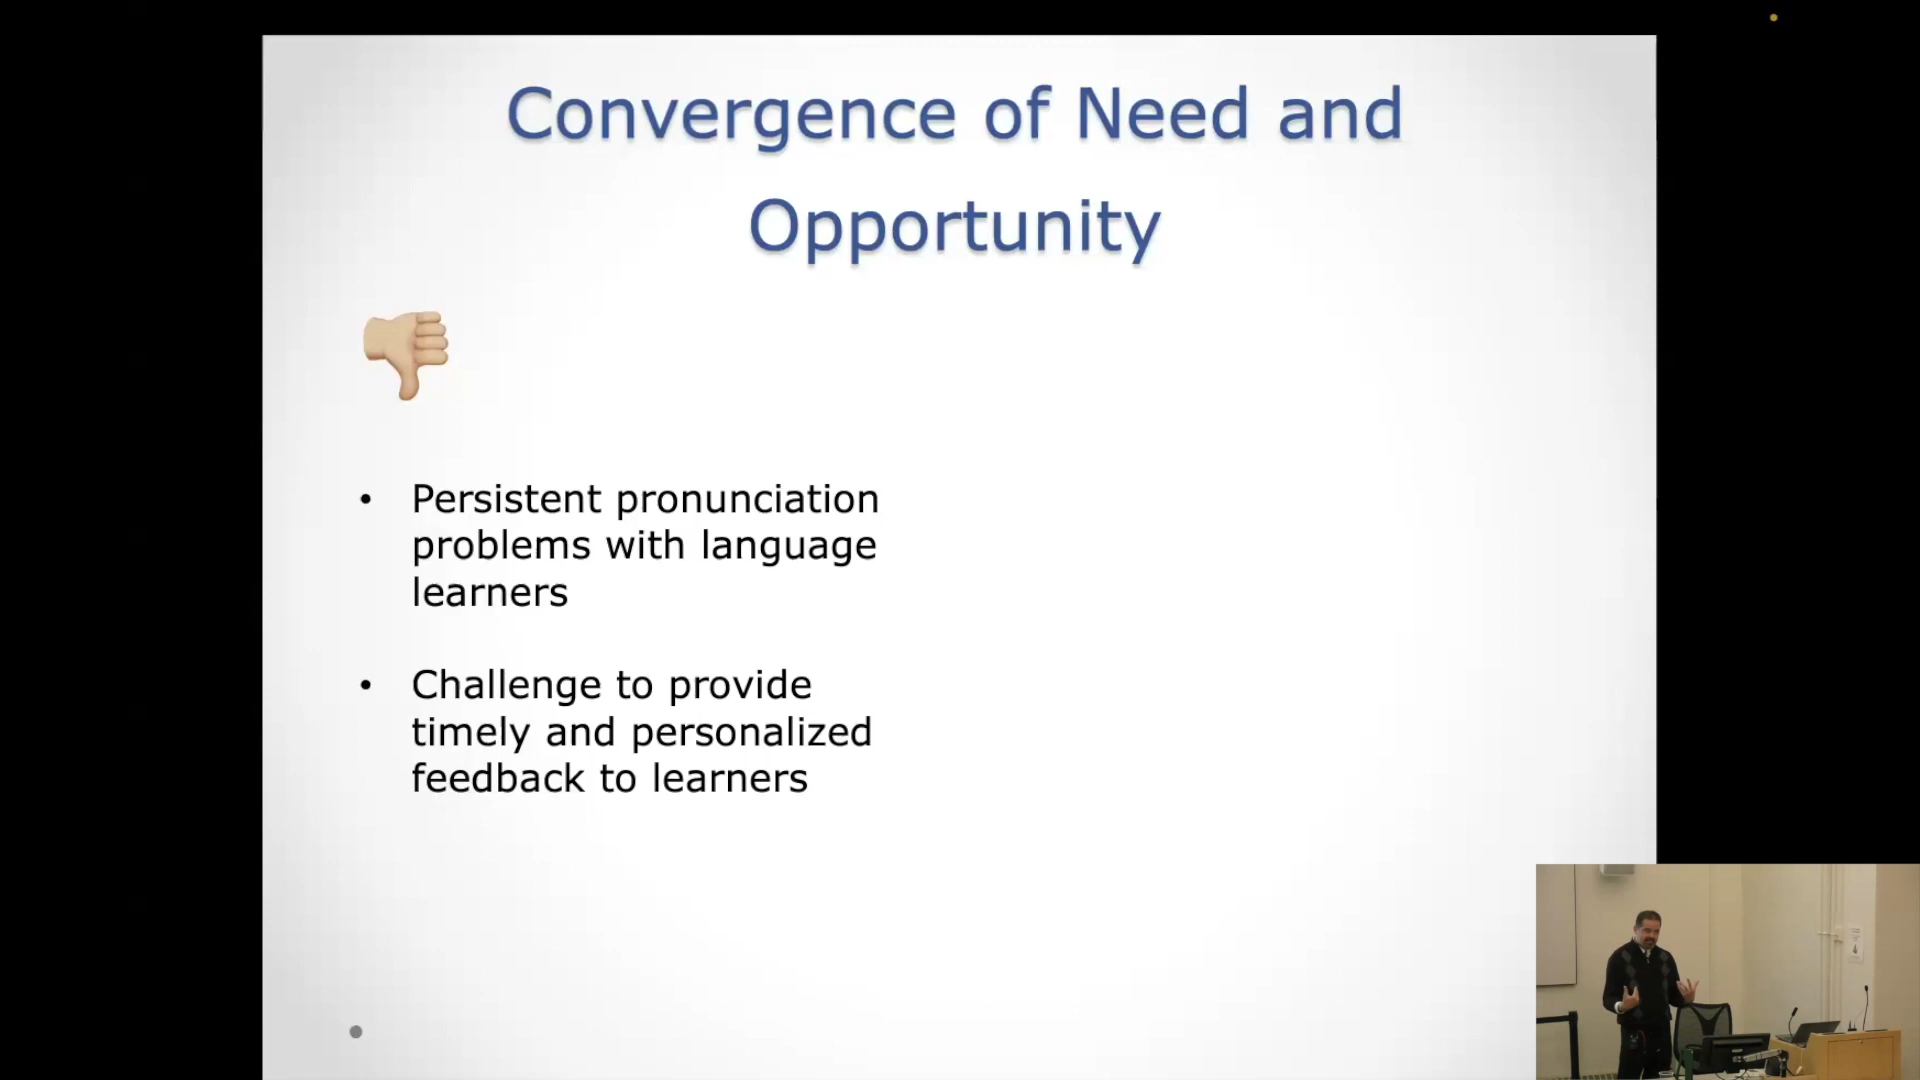 Convergence of Need and
Opportunity
• Persistent pronunciation
problems with language
learners
• Challenge to provide
timely and personalized
feedback to learners